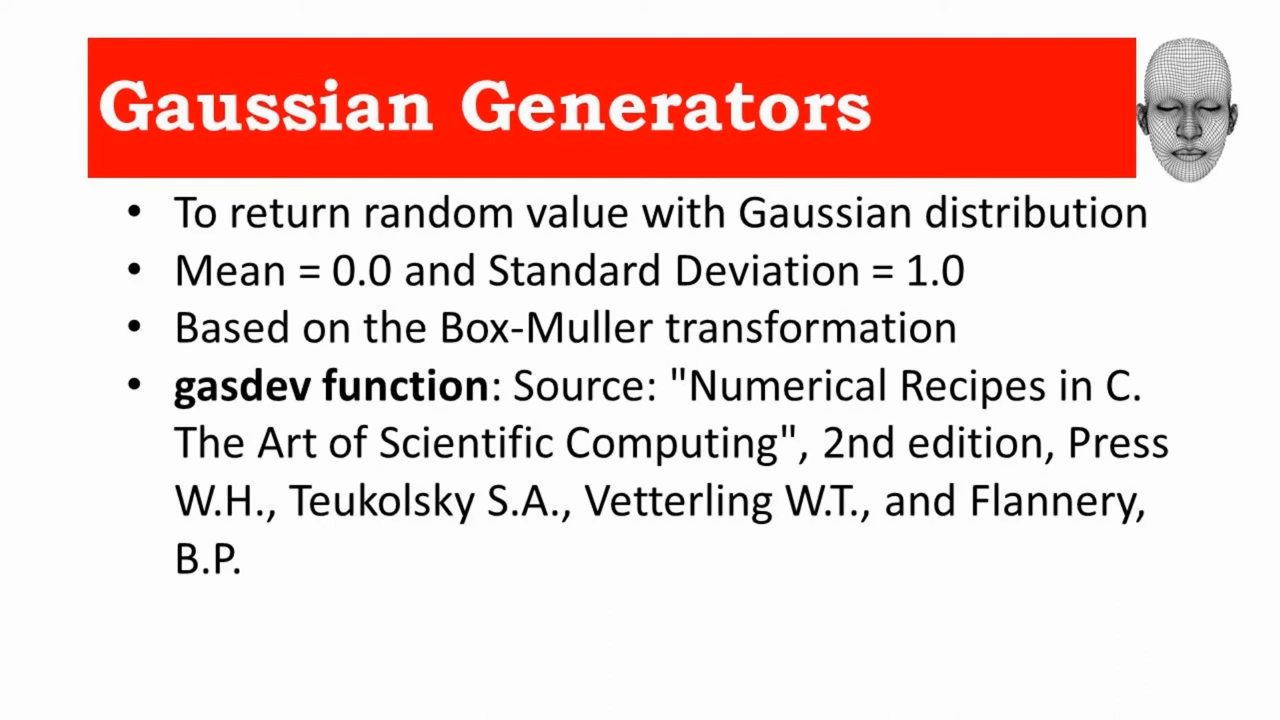 Gaussian Generators
• To return random value with Gaussian distribution
• Mean = 0.0 and Standard Deviation = 1.0
• Based on the Box-Muller transformation
• gasdev function: Source: "Numerical Recipes in C.
The Art of Scientific Computing", 2nd edition, Press
W.H., Teukolsky S.A., Vetterling W.T., and Flannery,
B.P.